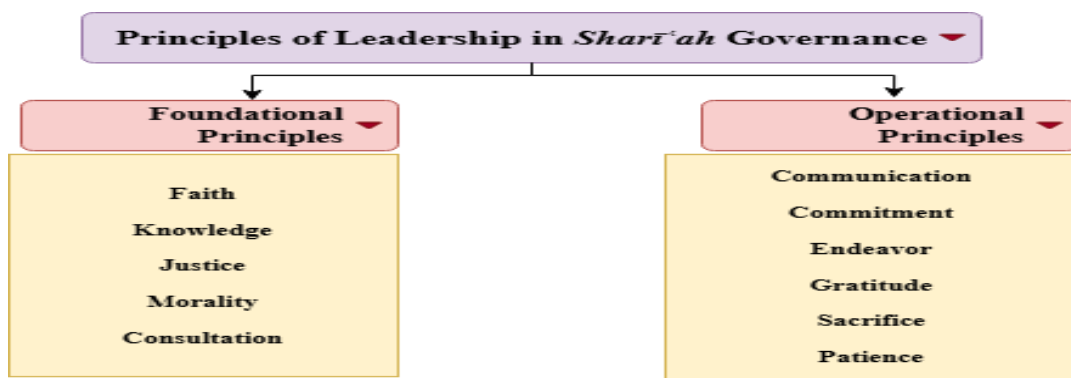 Principles of Leadership in Sharīʿah Governance
Foundational
Principles
Faith
Knowledge
Justice
Morality
Consultation
Operational
Principles
Communication
Commitment
Endeavor
Gratitude
Sacrifice
Patience